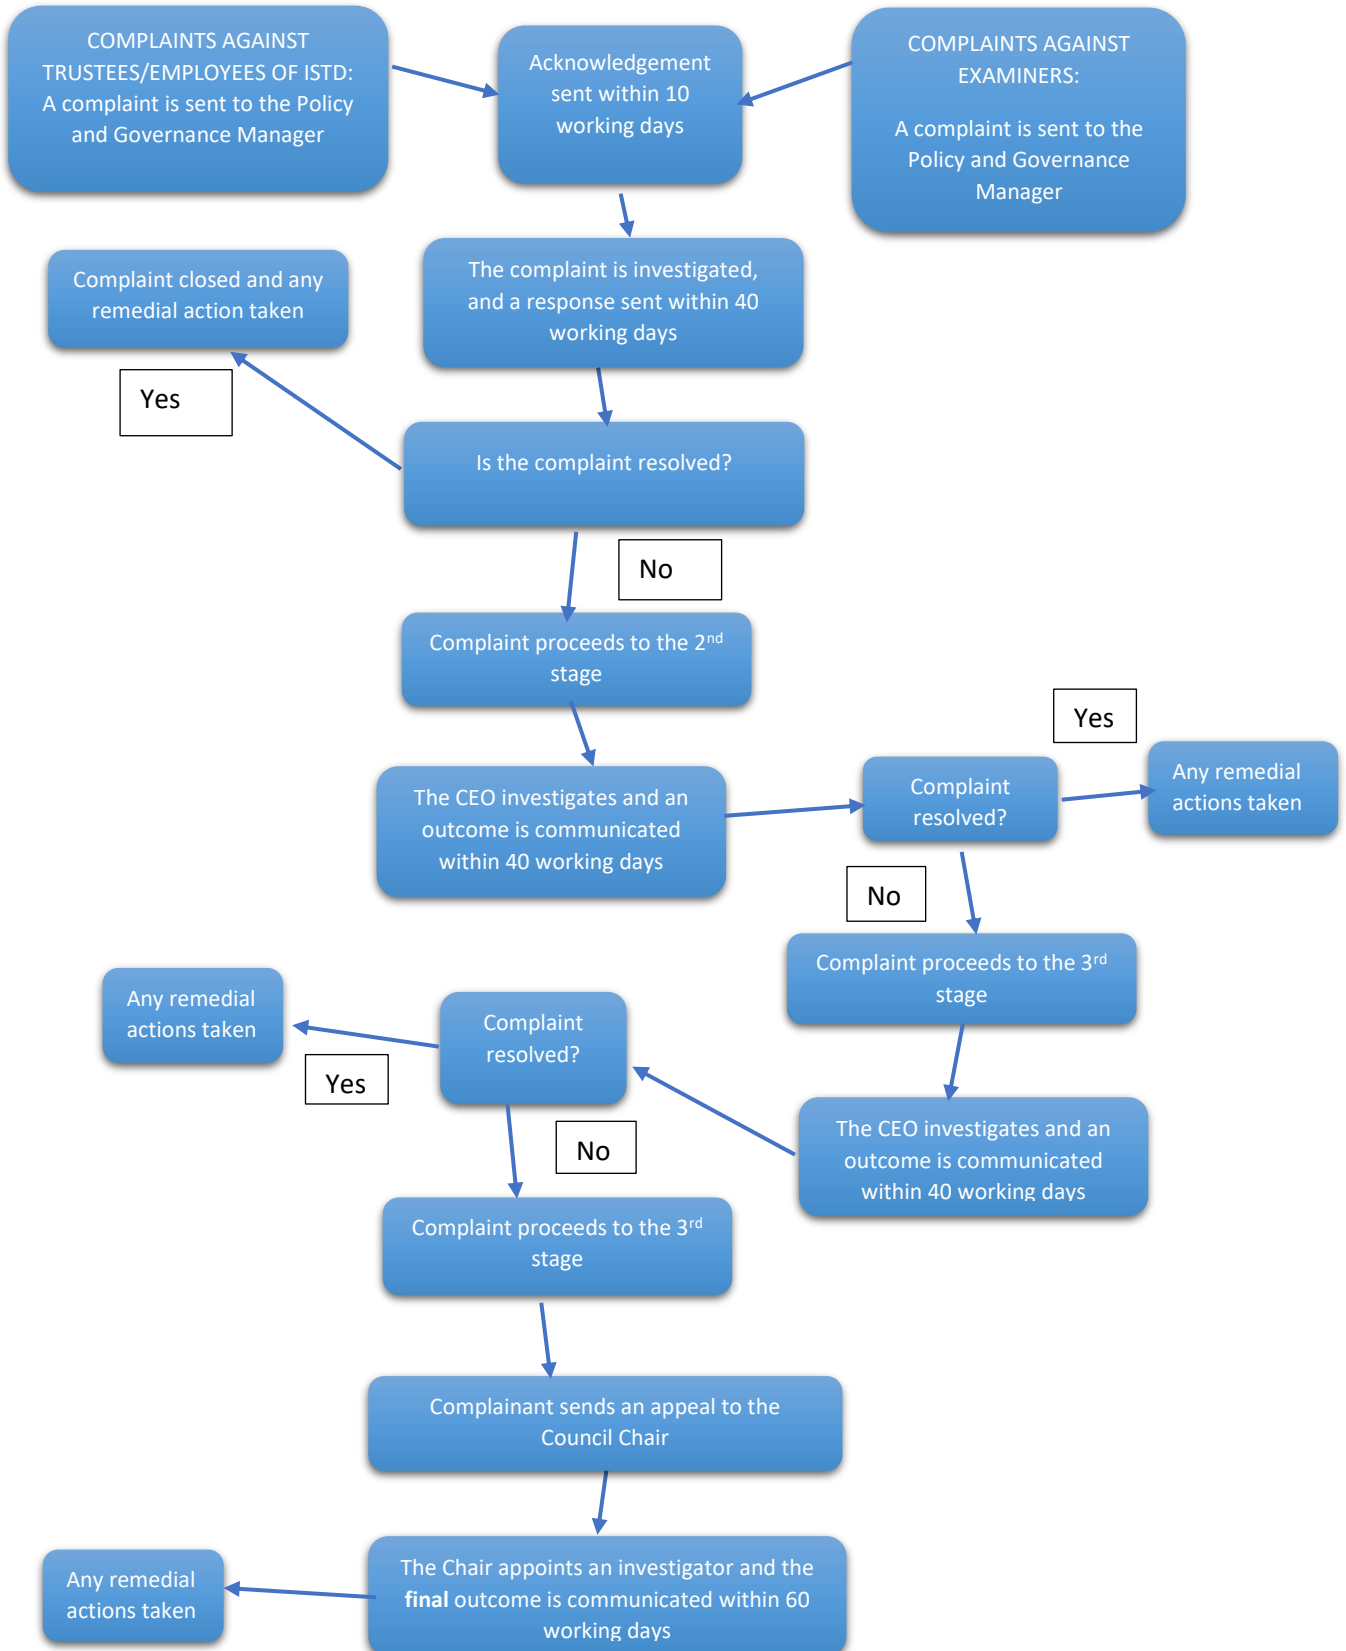 COMPLAINTS AGAINST
TRUSTEES/EMPLOYEES OF ISTD:
A complaint is sent to the Policy
and Governance Manager
Acknowledgement
sent within 10
working days
COMPLAINTS AGAINST
EXAMINERS:
A complaint is sent to the
Policy and Governance
Manager
Complaint closed and any
remedial action taken
The complaint is investigated,
and a response sent within 40
working days
Yes
Is the complaint resolved?
No
Complaint proceeds to the 2nd
stage
The CEO investigates and an
outcome is communicated
within 40 working days
Complaint
resolved?
Yes
Any remedial
actions taken
No
Complaint proceeds to the 3rd
stage
The CEO investigates and an
outcome is communicated
within 40 working days
Complaint
resolved?
Any remedial
actions taken
Yes
No
Complaint proceeds to the 3rd
stage
Complainant sends an appeal to the
Council Chair
The Chair appoints an investigator and the
final outcome is communicated within 60
working days
Any remedial
actions taken